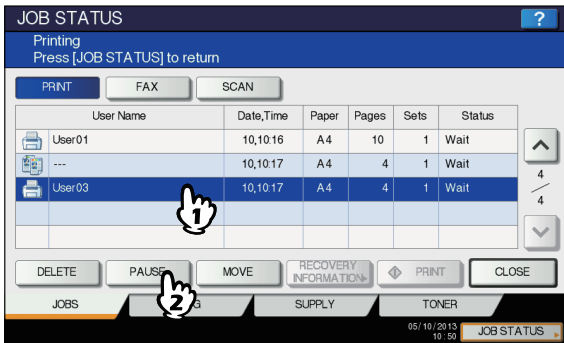 JOB STATUS ?
Printing
Press [JOB STATUS] to return
PRINT FAX SCAN
User Name Date,Time Paper Pages Sets Status
User01 10,10:16 A4 10 1 Wait
--- 10,10:17 A4 4 1 Wait
User03 10,10:17 A4 4 1 Wait
4
4
1
DELETE PAUSE MOVE RECOVERY INFORMATION PRINT CLOSE
2
JOBS G SUPPLY TONER
05/10/2013
10:50
JOB STATUS